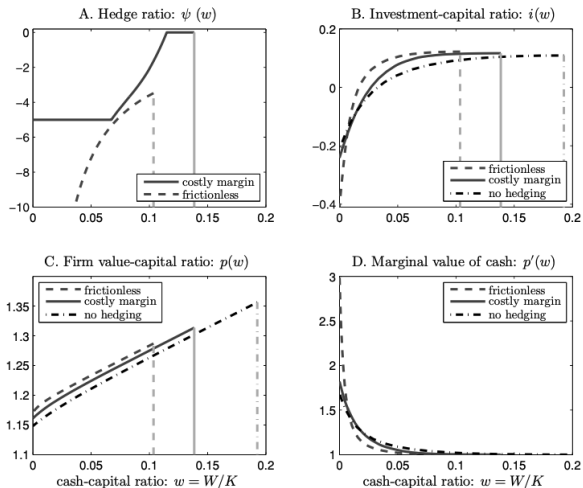 A. Hedge ratio: ψ (w)
0
−2
−4
−6
−8
−10
costly margin
frictionless
0 0.05 0.1 0.15 0.2
B. Investment-capital ratio: i(w)
0.2
0
−0.2
−0.4
frictionless
costly margin
no hedging
0 0.05 0.1 0.15 0.2
C. Firm value-capital ratio: p(w)
frictionless
costly margin
no hedging
1.35
1.3
1.25
1.2
1.15
1.1
0 0.05 0.1 0.15 0.2
cash-capital ratio: w = W/K
D. Marginal value of cash: p′(w)
3
2.5
2
1.5
1
frictionless
costly margin
no hedging
0 0.05 0.1 0.15 0.2
cash-capital ratio: w = W/K